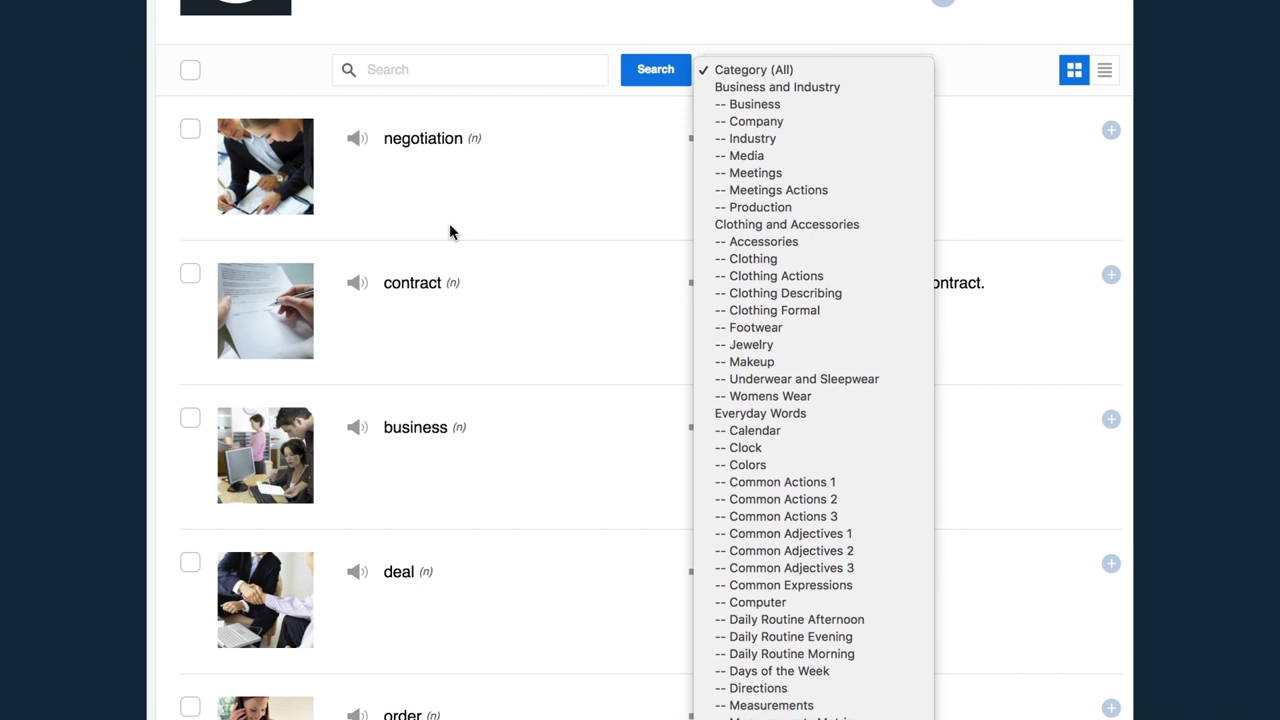 Search
Search
✓ Category (All)
Business and Industry
-- Business
-- Company
-- Industry
-- Media
-- Meetings
-- Meetings Actions
-- Production
Clothing and Accessories
-- Accessories
-- Clothing
-- Clothing Actions
-- Clothing Describing
-- Clothing Formal
-- Footwear
-- Jewelry
-- Makeup
-- Underwear and Sleepwear
-- Womens Wear
Everyday Words
-- Calendar
-- Clock
-- Colors
-- Common Actions 1
-- Common Actions 2
-- Common Actions 3
-- Common Adjectives 1
-- Common Adjectives 2
-- Common Adjectives 3
-- Common Expressions
-- Computer
-- Daily Routine Afternoon
-- Daily Routine Evening
-- Daily Routine Morning
-- Days of the Week
-- Directions
-- Measurements
negotiation (n)
contract (n)
ontract.
business (n)
deal (n)
order (n)